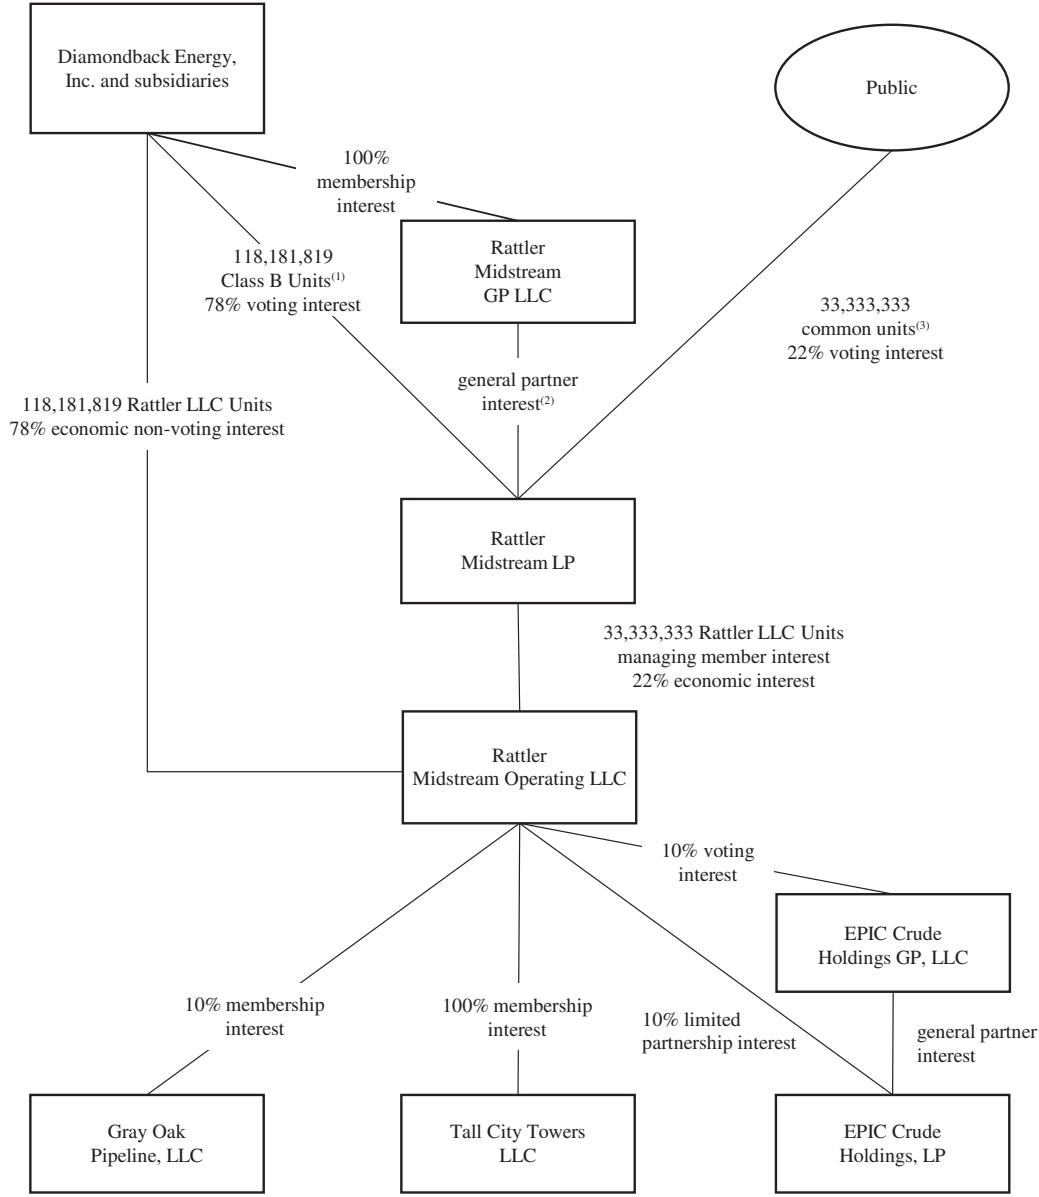 Diamondback Energy,
Inc. and subsidiaries
Public
100%
membership
interest
Rattler
Midstream
GP LLC
118,181,819
Class B Units(1)
78% voting interest
33,333,333
common units(3)
22% voting interest
general partner
interest(2)
118,181,819 Rattler LLC Units
78% economic non-voting interest
Rattler
Midstream LP
33,333,333 Rattler LLC Units
managing member interest
22% economic interest
Rattler
Midstream Operating LLC
10% voting
interest
EPIC Crude
Holdings GP, LLC
10% membership
interest
100% membership
interest
10% limited
partnership interest
general partner
interest
Gray Oak
Pipeline, LLC
Tall City Towers
LLC
EPIC Crude
Holdings, LP